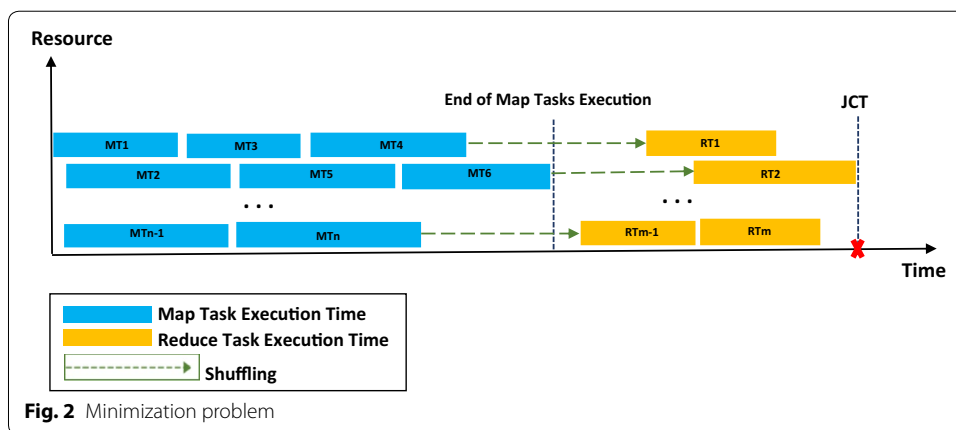 Resource
End of Map Tasks Execution
JCT
MT1 MT3 MT4 RT1
MT2 MT5 MT6 RT2
... ...
MTn-1 MTn RTm-1 RTm
Time
Map Task Execution Time
Reduce Task Execution Time
Shuffling
Fig. 2 Minimization problem